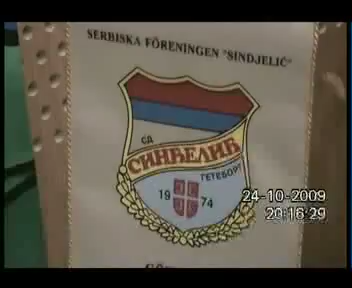 SERBISKA FÖRENINGEN "SINDJELIĆ"
СД
СИНЂЕЛИЋ
ГЕТЕБОРГ
19 74
24-10-2009
20:16:29